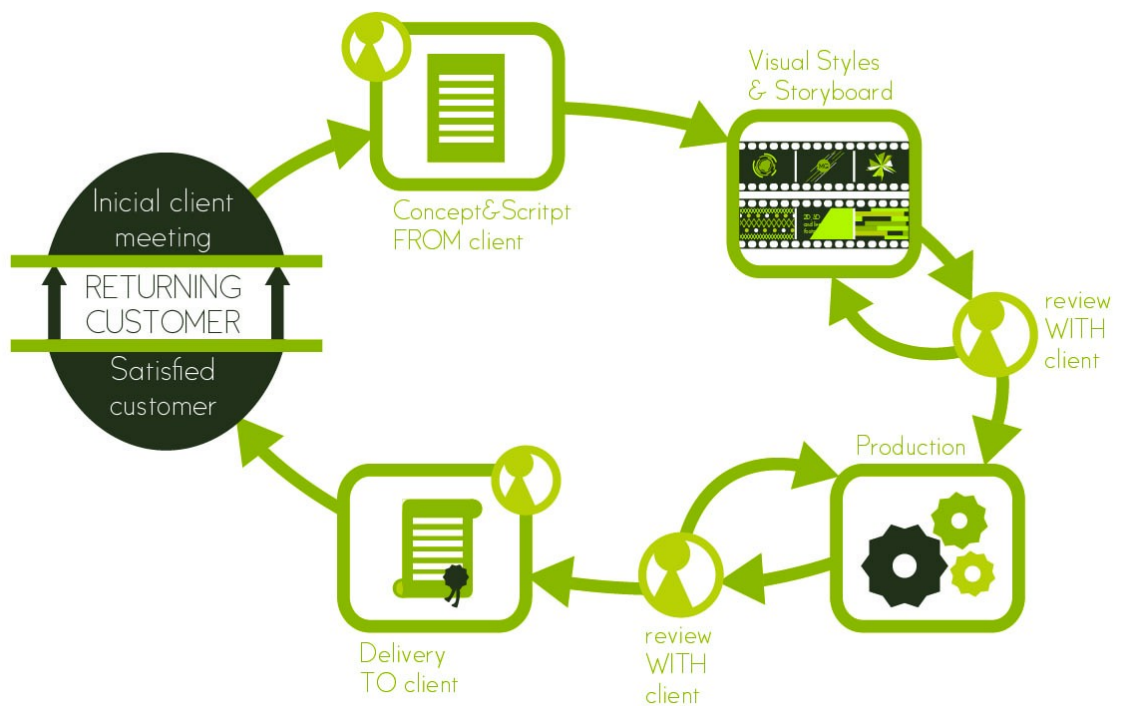 Visual Styles
& Storyboard
Inicial client
meeting
Concept&Scritpt
FROM client
RETURNING
CUSTOMER
review
WITH
client
Satisfied
customer
Production
Delivery
TO client
review
WITH
client